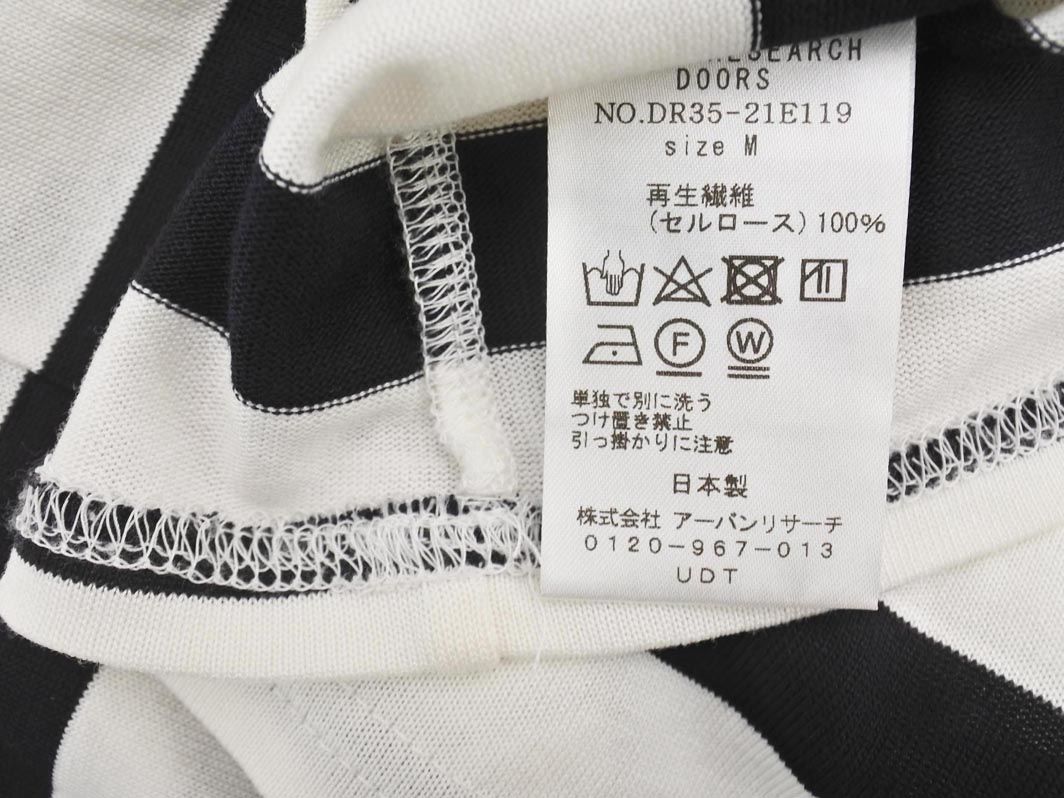 RESEARCH
DOORS
NO.DR35-21E119
size M
再生繊維
(セルロース) 100%
F
W
単独で別に洗う
つけ置き禁止
引っ掛かりに注意
日本製
株式会社 アーバンリサーチ
0120-967-013
UDT